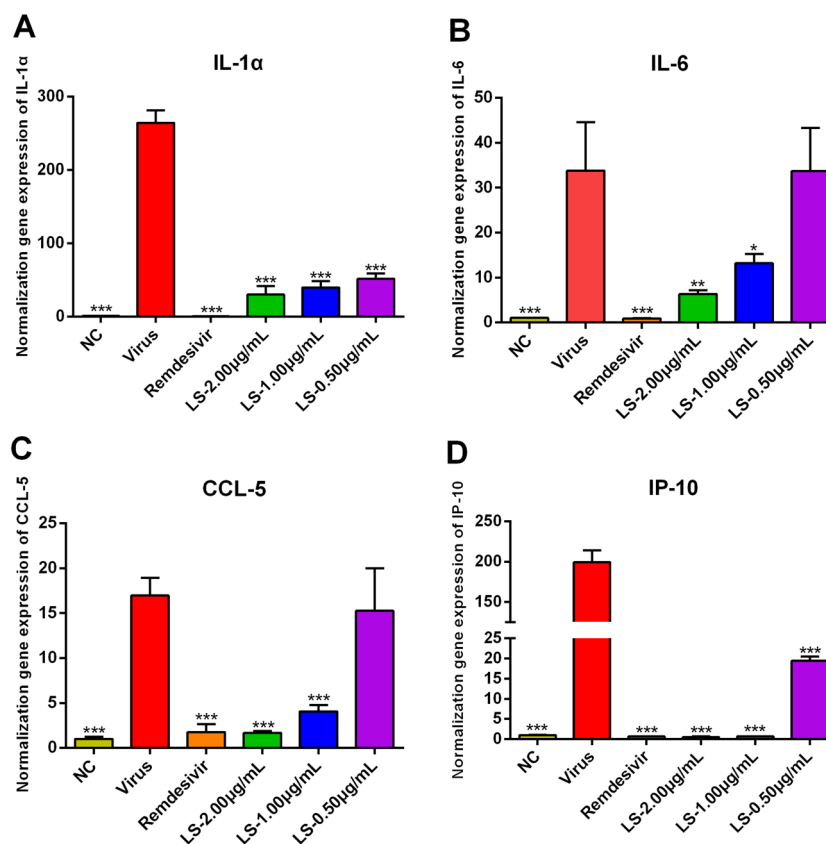 A
IL-1α
Normalization gene expression of IL-1α
300
200
100
0
***
***
***
***
***
NC
Virus
Remdesivir
LS-2.00μg/mL
LS-1.00μg/mL
LS-0.50μg/mL
B
IL-6
Normalization gene expression of IL-6
50
40
30
20
10
0
***
***
**
*
NC
Virus
Remdesivir
LS-2.00μg/mL
LS-1.00μg/mL
LS-0.50μg/mL
C
CCL-5
Normalization gene expression of CCL-5
25
20
15
10
5
0
***
***
***
***
NC
Virus
Remdesivir
LS-2.00μg/mL
LS-1.00μg/mL
LS-0.50μg/mL
D
IP-10
Normalization gene expression of IP-10
250
200
150
25
20
15
10
5
0
***
***
***
***
***
NC
Virus
Remdesivir
LS-2.00μg/mL
LS-1.00μg/mL
LS-0.50μg/mL